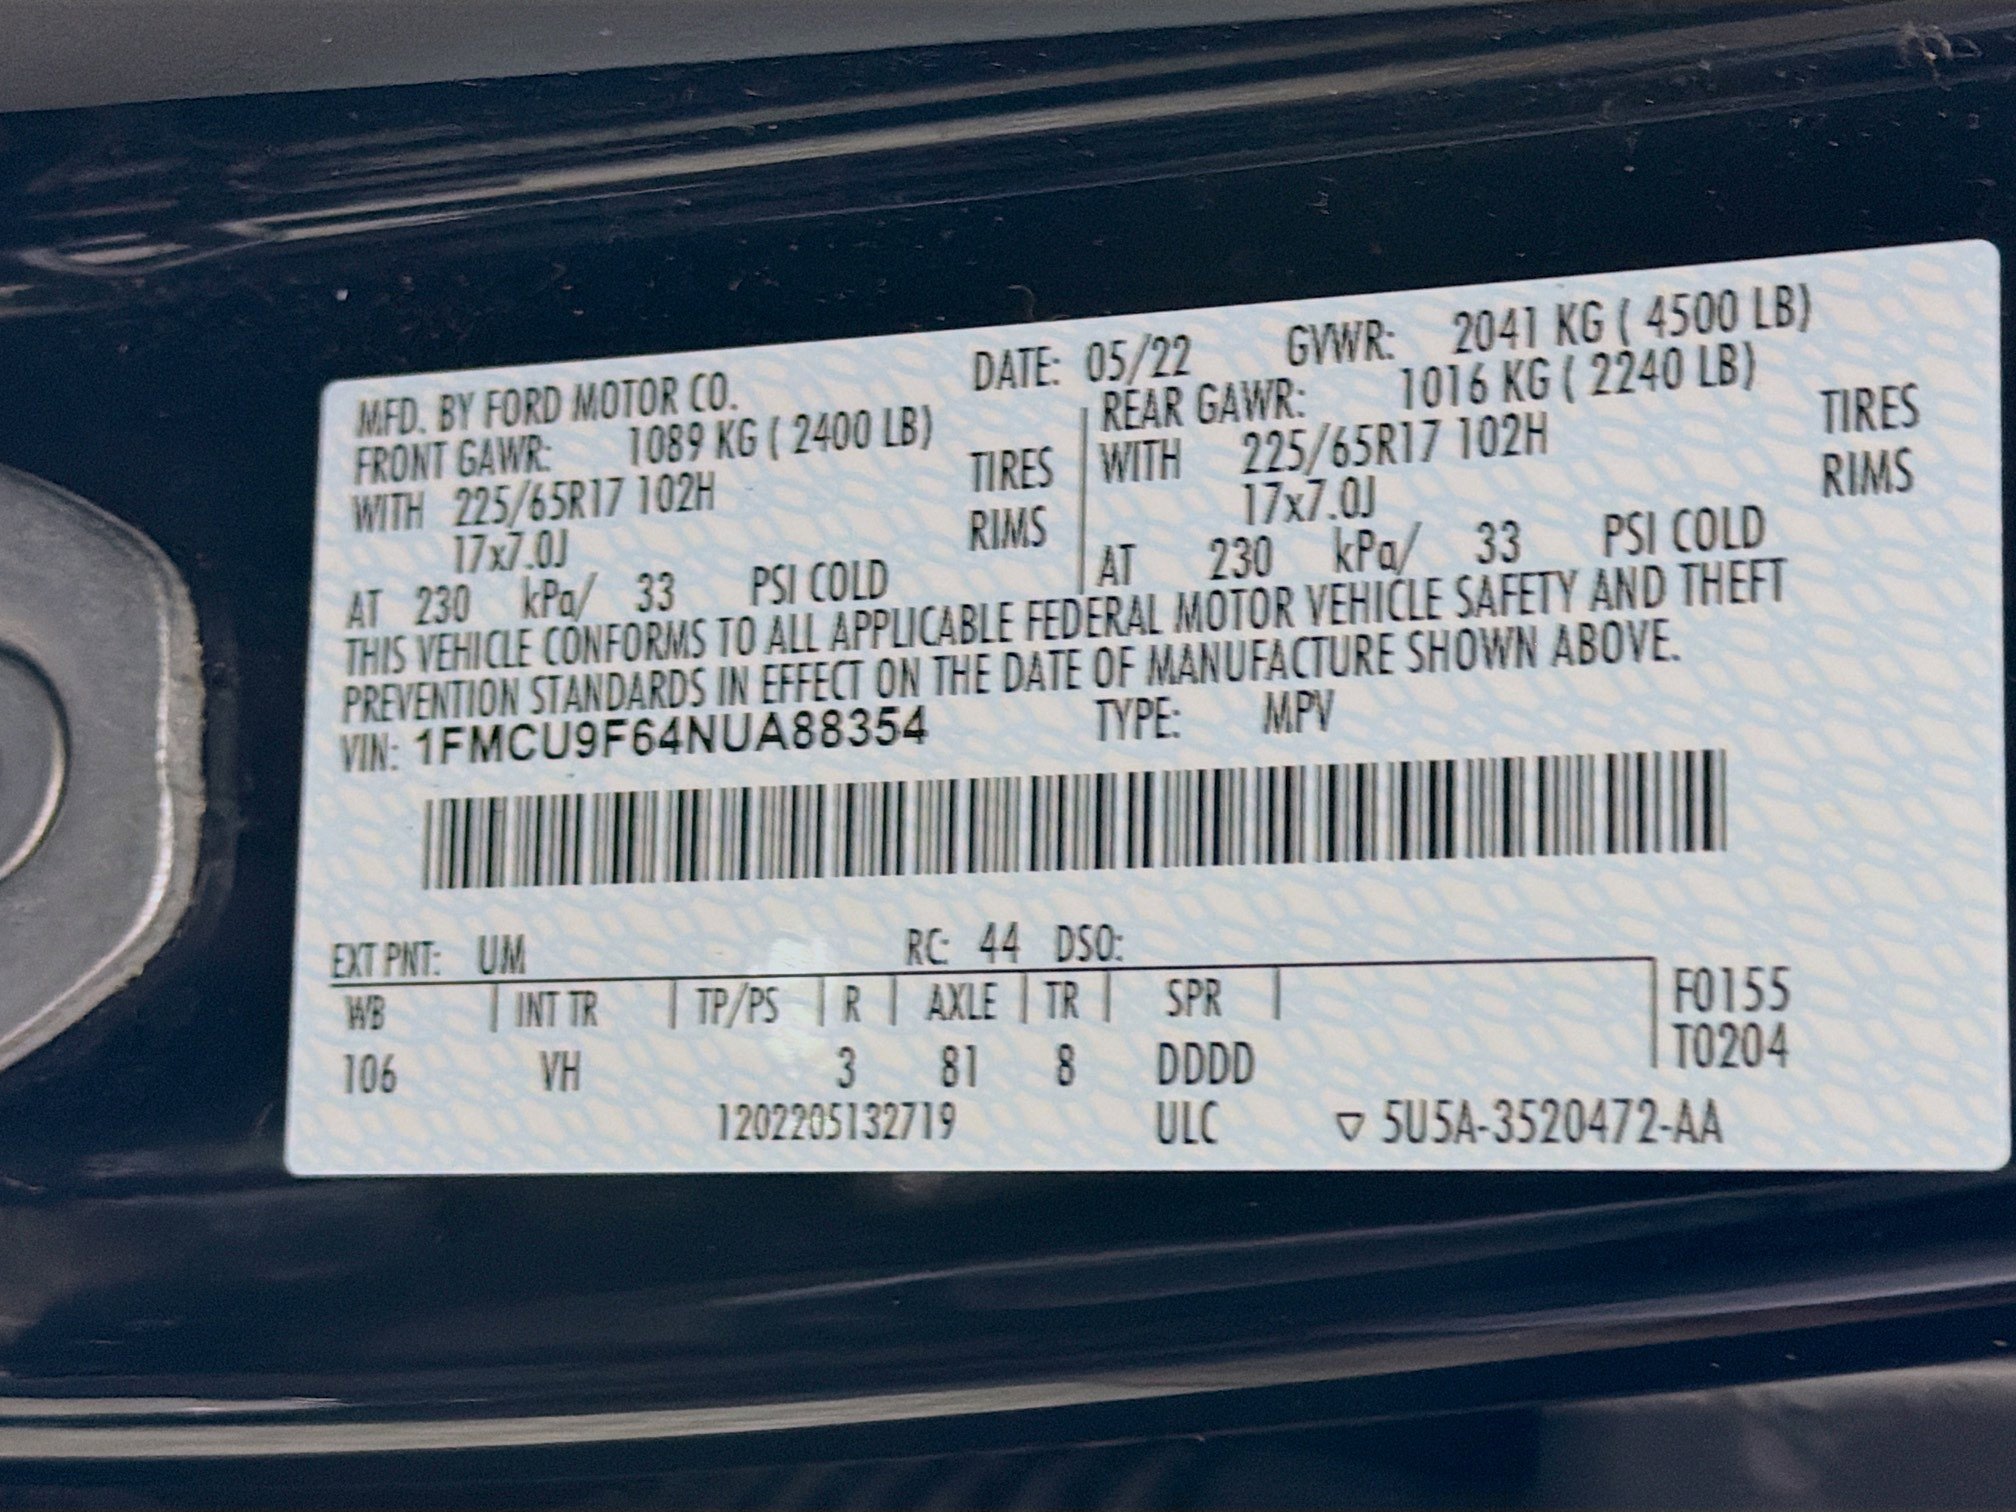 MFD. BY FORD MOTOR CO. DATE: 05/22 GVWR: 2041 KG ( 4500 LB)
FRONT GAWR: 1089 KG ( 2400 LB) REAR GAWR: 1016 KG ( 2240 LB)
WITH 225/65R17 102H TIRES WITH 225/65R17 102H TIRES
17x7.0J RIMS 17x7.0J RIMS
AT 230 kPa/ 33 PSI COLD AT 230 kPa/ 33 PSI COLD
THIS VEHICLE CONFORMS TO ALL APPLICABLE FEDERAL MOTOR VEHICLE SAFETY AND THEFT
PREVENTION STANDARDS IN EFFECT ON THE DATE OF MANUFACTURE SHOWN ABOVE.
VIN: 1FMCU9F64NUA88354 TYPE: MPV
EXT PNT: UM RC: 44 DSO:
WB INT TR TP/PS R AXLE TR SPR F0155
106 VH 3 81 8 DDDD T0204
1202205132719 ULC ▽ 5U5A-3520472-AA